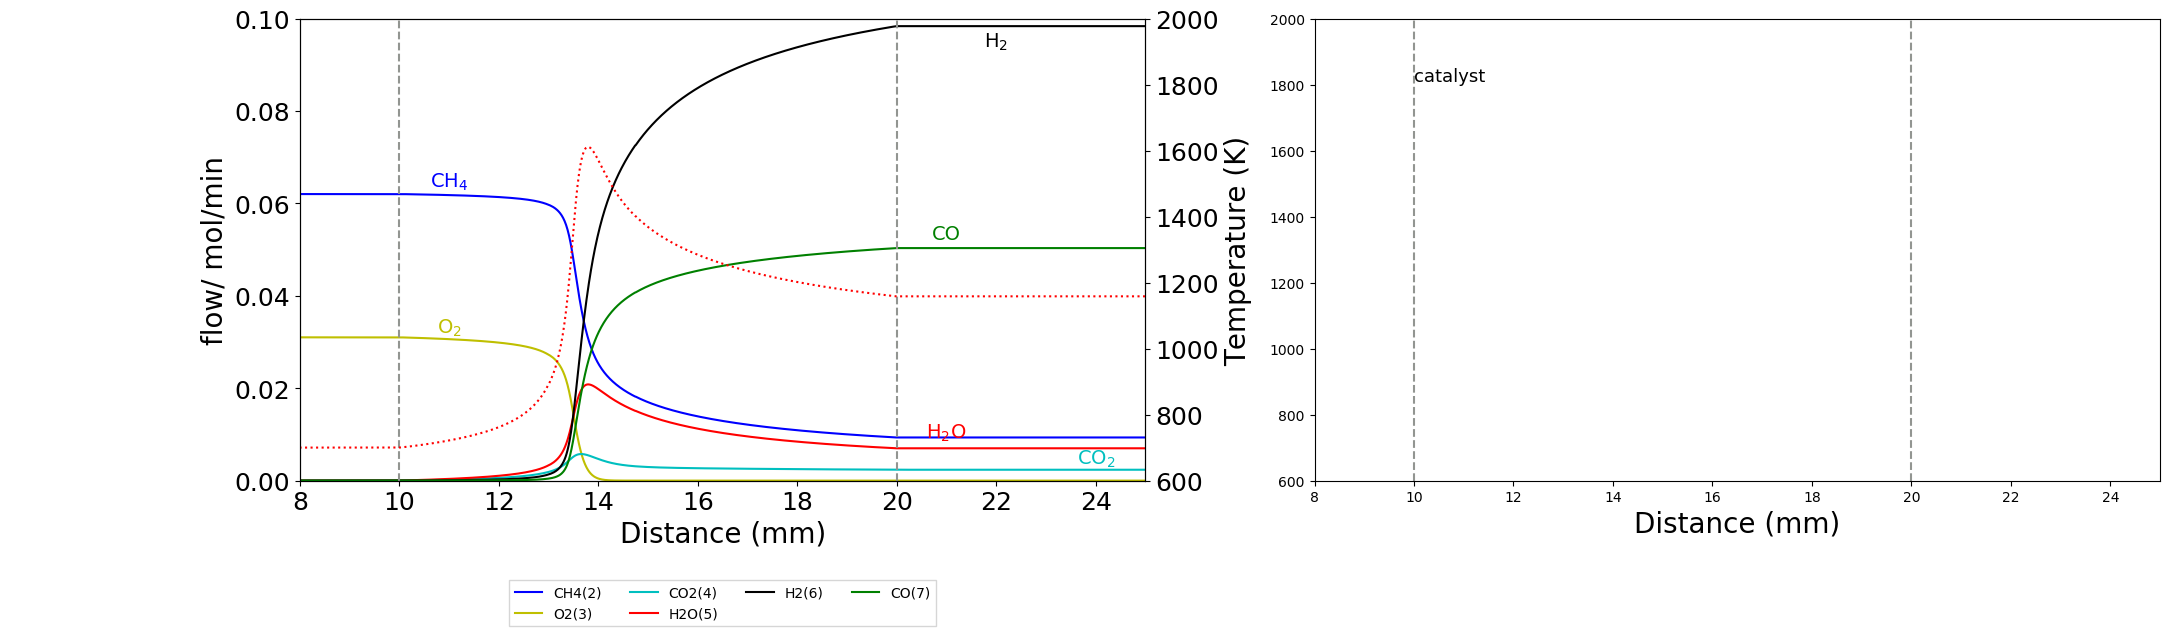 0.10
0.08
0.06
0.04
0.02
0.00
flow/ mol/min
8 10 12 14 16 18 20 22 24
Distance (mm)
CH₄
O₂
H₂
CO
H₂O
CO₂
2000
1800
1600
1400
1200
1000
800
600
Temperature (K)
CH4(2) CO2(4) H2(6) CO(7)
O2(3) H2O(5)
2000
1800
1600
1400
1200
1000
800
600
catalyst
8 10 12 14 16 18 20 22 24
Distance (mm)